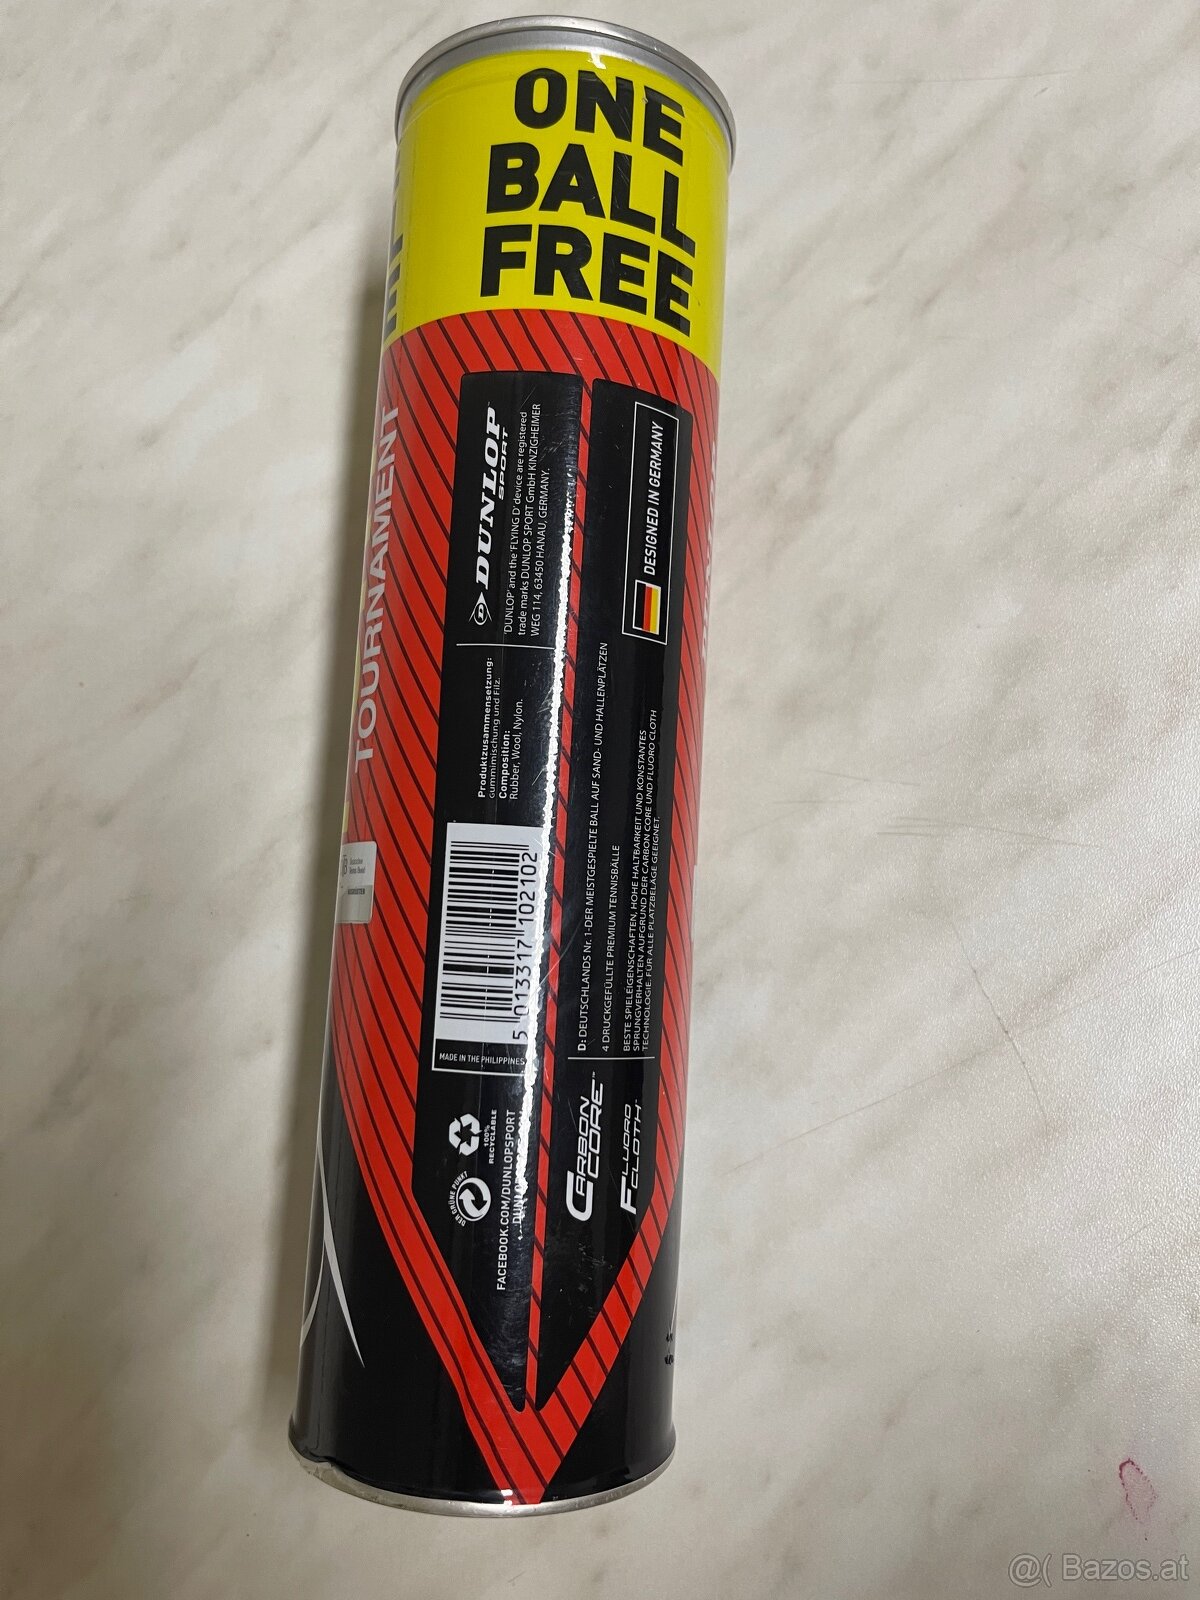 ONE
BALL
FREE
TOURNAMENT
DUNLOP
SPORT
'DUNLOP' and the 'FLYING D' device are registered
trade marks DUNLOP SPORT GmbH KINZIGHEIMER
WEG 114, 63450 HANAU, GERMANY.
Produktzusammensetzung:
Gummimischung und Filz.
Composition:
Rubber, Wool, Nylon.
5 013317 102102
MADE IN THE PHILIPPINES
100%
RECYCLABLE
DER GRÜNE PUNKT
FACEBOOK.COM/DUNLOPSPORT
DESIGNED IN GERMANY
D: DEUTSCHLANDS Nr. 1-DER MEISTGESPIELTE BALL AUF SAND- UND HALLENPLÄTZEN
4 DRUCKGEFÜLLTE PREMIUM TENNISBÄLLE
BESTE SPIELEIGENSCHAFTEN, HOHE HALTBARKEIT UND KONSTANTES
SPRUNGVERHALTEN AUFGRUND DER CARBON CORE UND FLUORO CLOTH
TECHNOLOGIE. FÜR ALLE PLATZBELÄGE GEEIGNET.
CARBON
CORE™
FLUORO
CLOTH™
@( Bazos.at